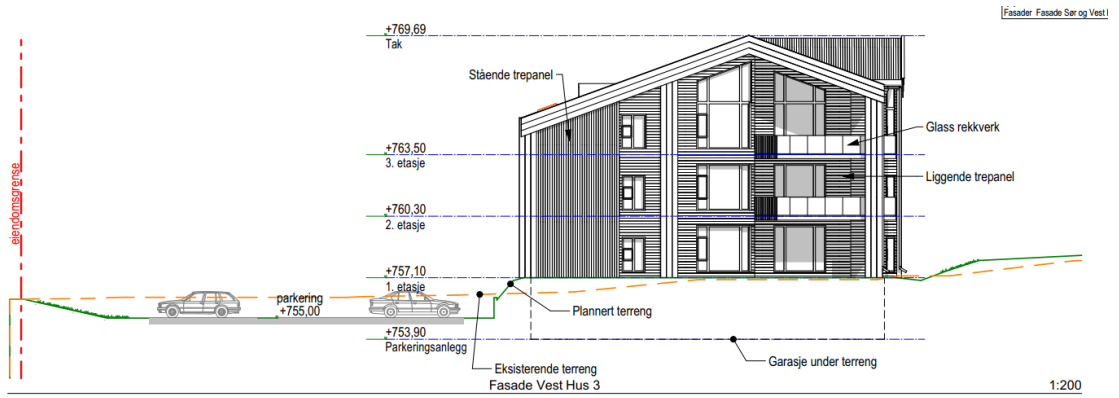 Fasader Fasade Sør og Vest
+769,69
Tak
Stående trepanel
Glass rekkverk
+763,50
3. etasje
Liggende trepanel
eiendomsgrense
+760,30
2. etasje
+757,10
1. etasje
parkering
+755,00
Plannert terreng
+753,90
Parkeringsanlegg
Garasje under terreng
Eksisterende terreng
Fasade Vest Hus 3
1:200